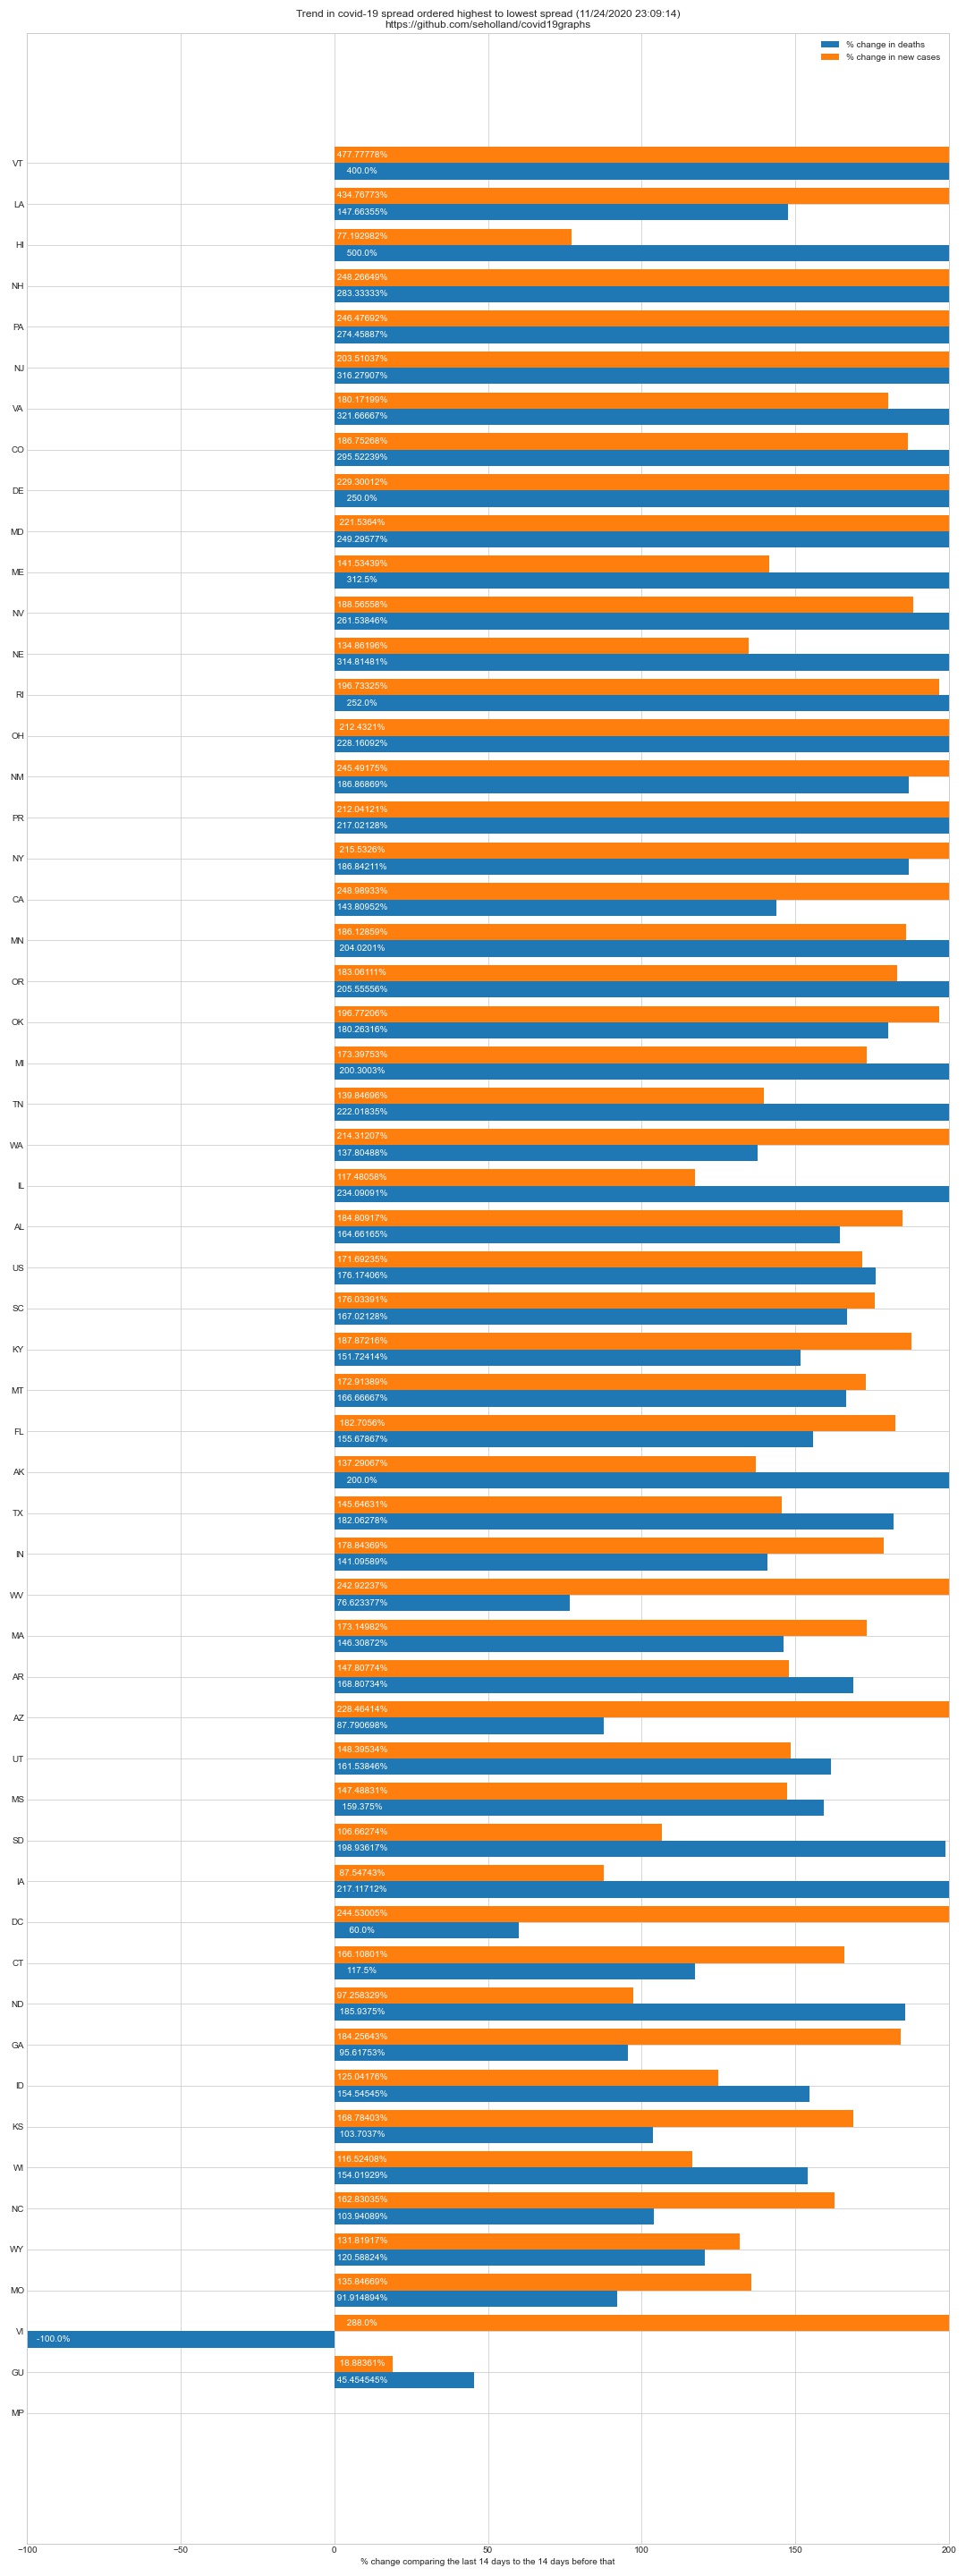 Trend in covid-19 spread ordered highest to lowest spread (11/24/2020 23:09:14)
https://github.com/seholland/covid19graphs
% change in deaths
% change in new cases
477.77778%
VT
400.0%
434.76773%
LA
147.66355%
77.192982%
HI
500.0%
248.26649%
NH
283.33333%
246.47692%
PA
274.45887%
203.51037%
NJ
316.27907%
180.17199%
VA
321.66667%
186.75268%
CO
295.52239%
229.30012%
DE
250.0%
221.5364%
MD
249.29577%
141.53439%
ME
312.5%
188.56558%
NV
261.53846%
134.86196%
NE
314.81481%
196.73325%
RI
252.0%
212.4321%
OH
228.16092%
245.49175%
NM
186.86869%
212.04121%
PR
217.02128%
215.5326%
NY
186.84211%
248.98933%
CA
143.80952%
186.12859%
MN
204.0201%
183.06111%
OR
205.55556%
196.77206%
OK
180.26316%
173.39753%
MI
200.3003%
139.84696%
TN
222.01835%
214.31207%
WA
137.80488%
117.48058%
IL
234.09091%
184.80917%
AL
164.66165%
171.69235%
US
176.17406%
176.03391%
SC
167.02128%
187.87216%
KY
151.72414%
172.91389%
MT
166.66667%
182.7056%
FL
155.67867%
137.29067%
AK
200.0%
145.64631%
TX
182.06278%
178.84369%
IN
141.09589%
242.92237%
WV
76.623377%
173.14982%
MA
146.30872%
147.80774%
AR
168.80734%
228.46414%
AZ
87.790698%
148.39534%
UT
161.53846%
147.48831%
MS
159.375%
106.66274%
SD
198.93617%
87.54743%
IA
217.11712%
244.53005%
DC
60.0%
166.10801%
CT
117.5%
97.258329%
ND
185.9375%
184.25643%
GA
95.61753%
125.04176%
ID
154.54545%
168.78403%
KS
103.7037%
116.52408%
WI
154.01929%
162.83035%
NC
103.94089%
131.81917%
WY
120.58824%
135.84669%
MO
91.914894%
288.0%
VI
-100.0%
18.88361%
GU
45.454545%
MP
−100 −50 0 50 100 150 200
% change comparing the last 14 days to the 14 days before that